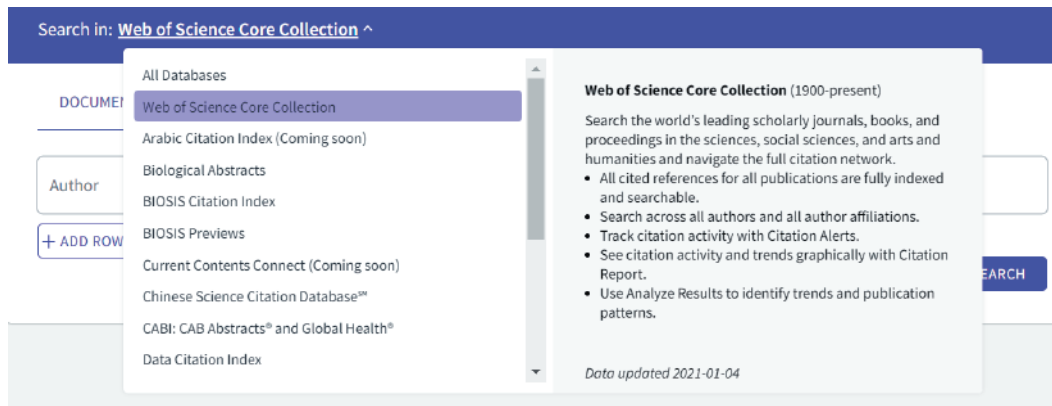 Search in: Web of Science Core Collection ^
DOCUMEN
Author
+ ADD ROW
EARCH
All Databases
Web of Science Core Collection
Arabic Citation Index (Coming soon)
Biological Abstracts
BIOSIS Citation Index
BIOSIS Previews
Current Contents Connect (Coming soon)
Chinese Science Citation Database℠
CABI: CAB Abstracts® and Global Health®
Data Citation Index
Web of Science Core Collection (1900-present)
Search the world's leading scholarly journals, books, and
proceedings in the sciences, social sciences, and arts and
humanities and navigate the full citation network.
• All cited references for all publications are fully indexed
and searchable.
• Search across all authors and all author affiliations.
• Track citation activity with Citation Alerts.
• See citation activity and trends graphically with Citation
Report.
• Use Analyze Results to identify trends and publication
patterns.
Data updated 2021-01-04